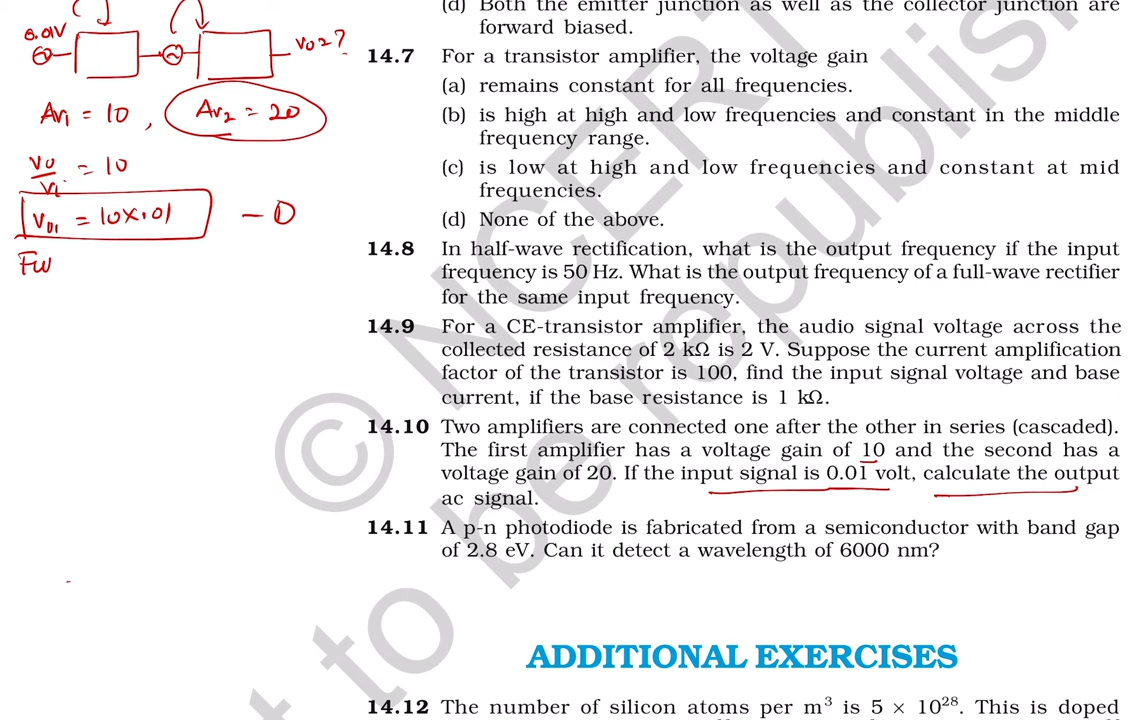 0.01V
Vo = ?
Av1 = 10 , Av2 = 20
Vo/Vi = 10
Vo1 = 10×.01 — ①
Fw
(d) Both the emitter junction as well as the collector junction are
forward biased.
14.7 For a transistor amplifier, the voltage gain
(a) remains constant for all frequencies.
(b) is high at high and low frequencies and constant in the middle
frequency range.
(c) is low at high and low frequencies and constant at mid
frequencies.
(d) None of the above.
14.8 In half-wave rectification, what is the output frequency if the input
frequency is 50 Hz. What is the output frequency of a full-wave rectifier
for the same input frequency.
14.9 For a CE-transistor amplifier, the audio signal voltage across the
collected resistance of 2 kΩ is 2 V. Suppose the current amplification
factor of the transistor is 100, find the input signal voltage and base
current, if the base resistance is 1 kΩ.
14.10 Two amplifiers are connected one after the other in series (cascaded).
The first amplifier has a voltage gain of 10 and the second has a
voltage gain of 20. If the input signal is 0.01 volt, calculate the output
ac signal.
14.11 A p-n photodiode is fabricated from a semiconductor with band gap
of 2.8 eV. Can it detect a wavelength of 6000 nm?
ADDITIONAL EXERCISES
14.12 The number of silicon atoms per m³ is 5 × 10²⁸. This is doped
© NCERT
not to be republis